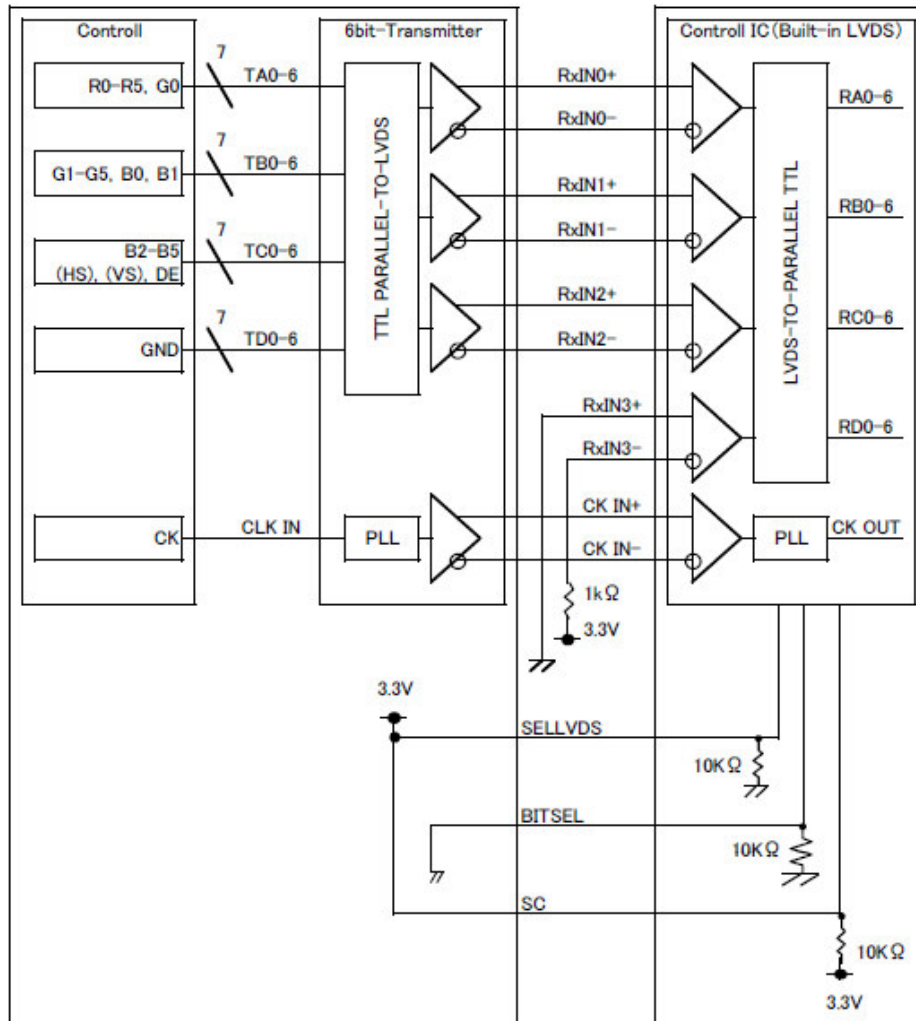 Controll
6bit-Transmitter
Controll IC(Built-in LVDS)
R0-R5, G0
7
TA0-6
RxIN0+
RxIN0-
RA0-6
G1-G5, B0, B1
7
TB0-6
RxIN1+
RxIN1-
RB0-6
B2-B5
(HS), (VS), DE
7
TC0-6
RxIN2+
RxIN2-
RC0-6
GND
7
TD0-6
RxIN3+
RxIN3-
RD0-6
TTL PARALLEL-TO-LVDS
LVDS-TO-PARALLEL TTL
CK
CLK IN
PLL
CK IN+
CK IN-
PLL
CK OUT
1kΩ
3.3V
3.3V
SELLVDS
10KΩ
BITSEL
10KΩ
SC
10KΩ
3.3V